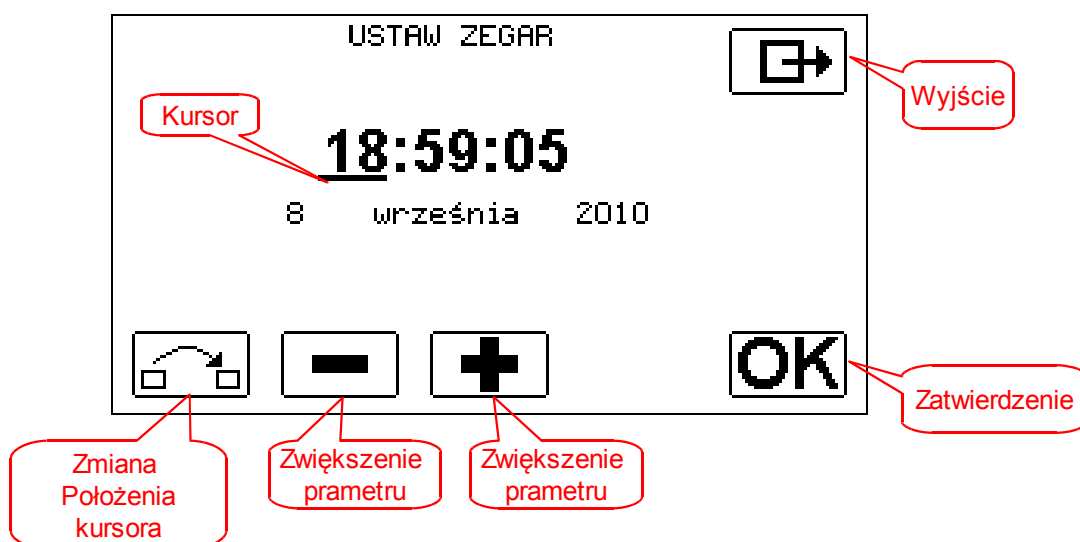 USTAW ZEGAR
Wyjście
Kursor
18:59:05
8 września 2010
OK
Zatwierdzenie
Zmiana
Położenia
kursora
Zwiększenie
prametru
Zwiększenie
prametru